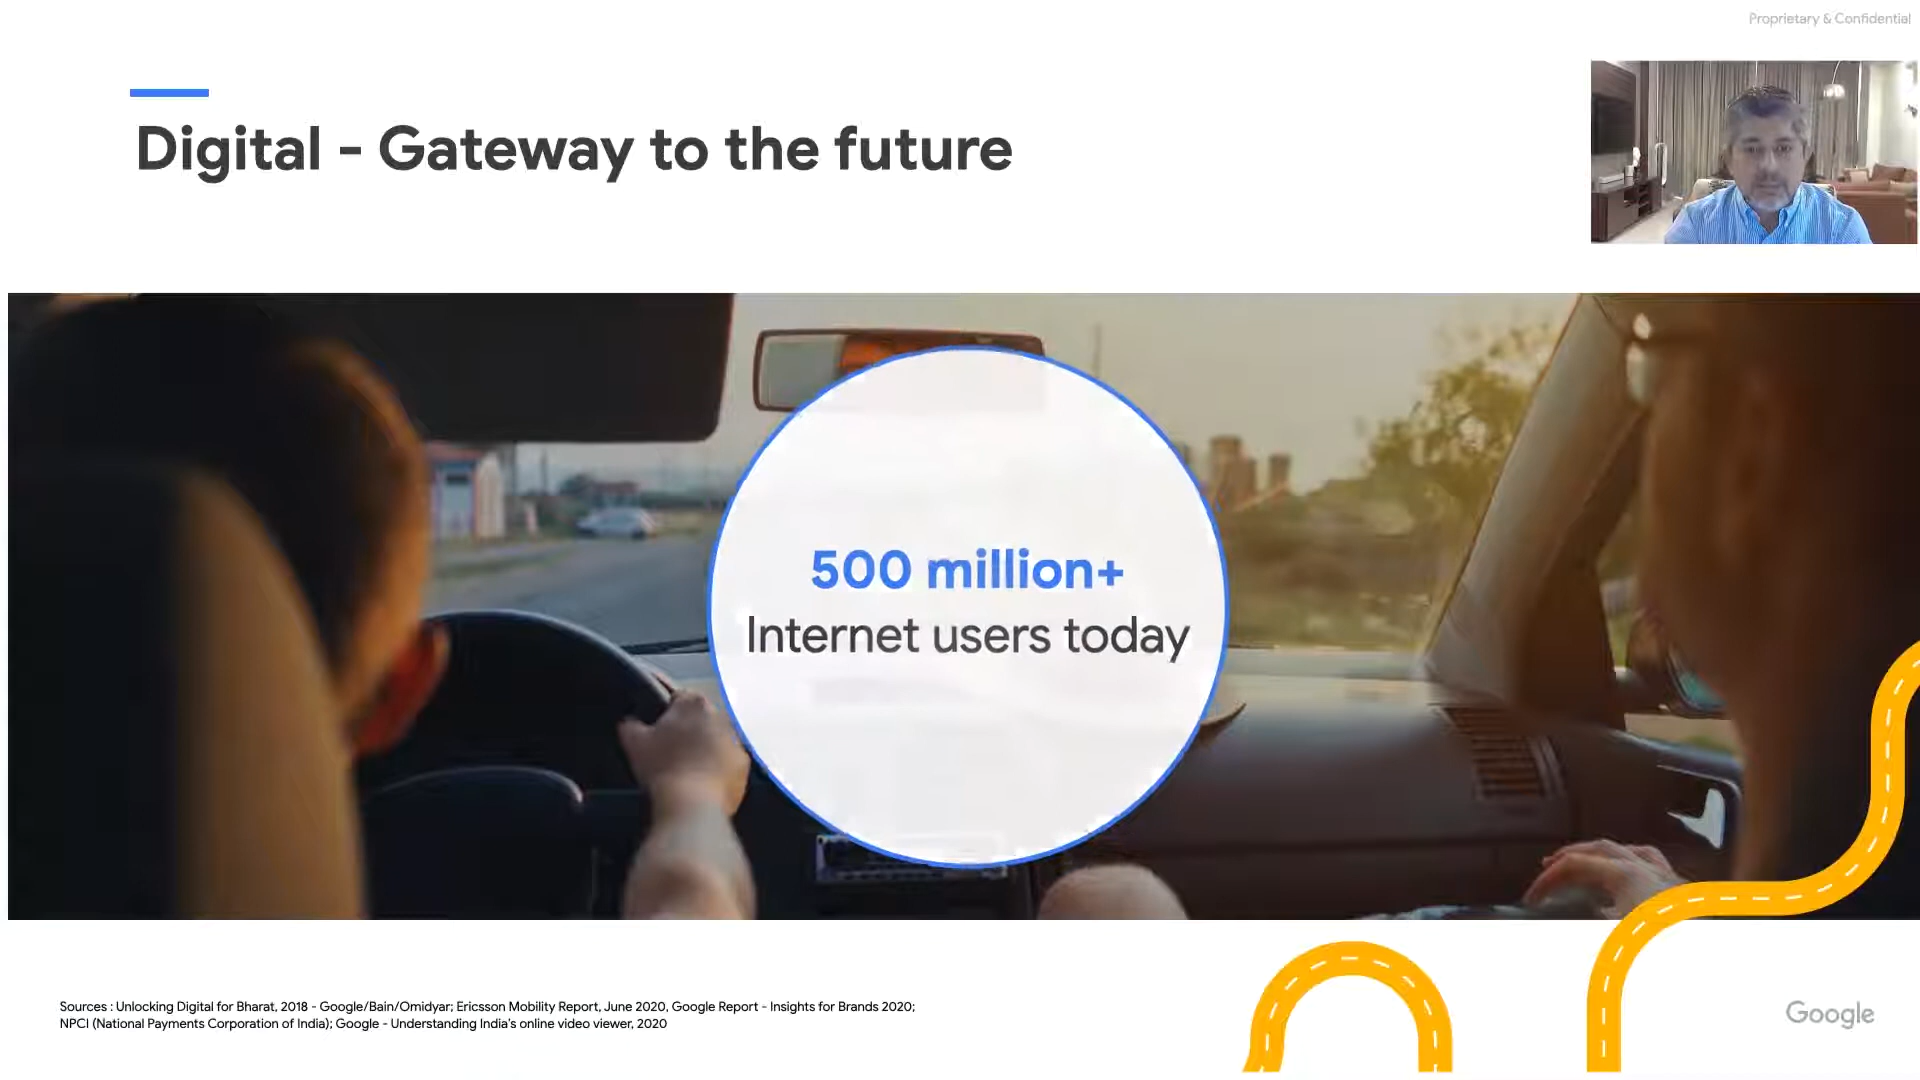 Proprietary & Confidential
Digital - Gateway to the future
500 million+
Internet users today
Sources : Unlocking Digital for Bharat, 2018 - Google/Bain/Omidyar; Ericsson Mobility Report, June 2020, Google Report - Insights for Brands 2020;
NPCI (National Payments Corporation of India); Google - Understanding India's online video viewer, 2020
Google